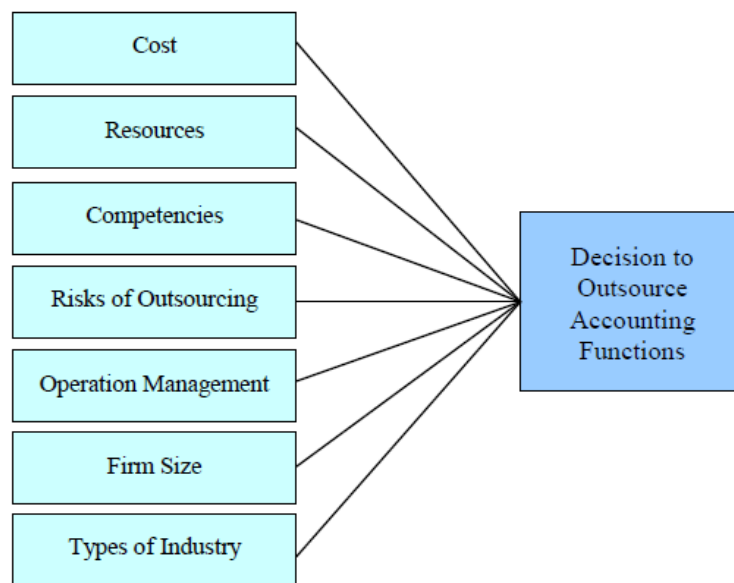 Cost
Resources
Competencies
Risks of Outsourcing
Operation Management
Firm Size
Types of Industry
Decision to
Outsource
Accounting
Functions